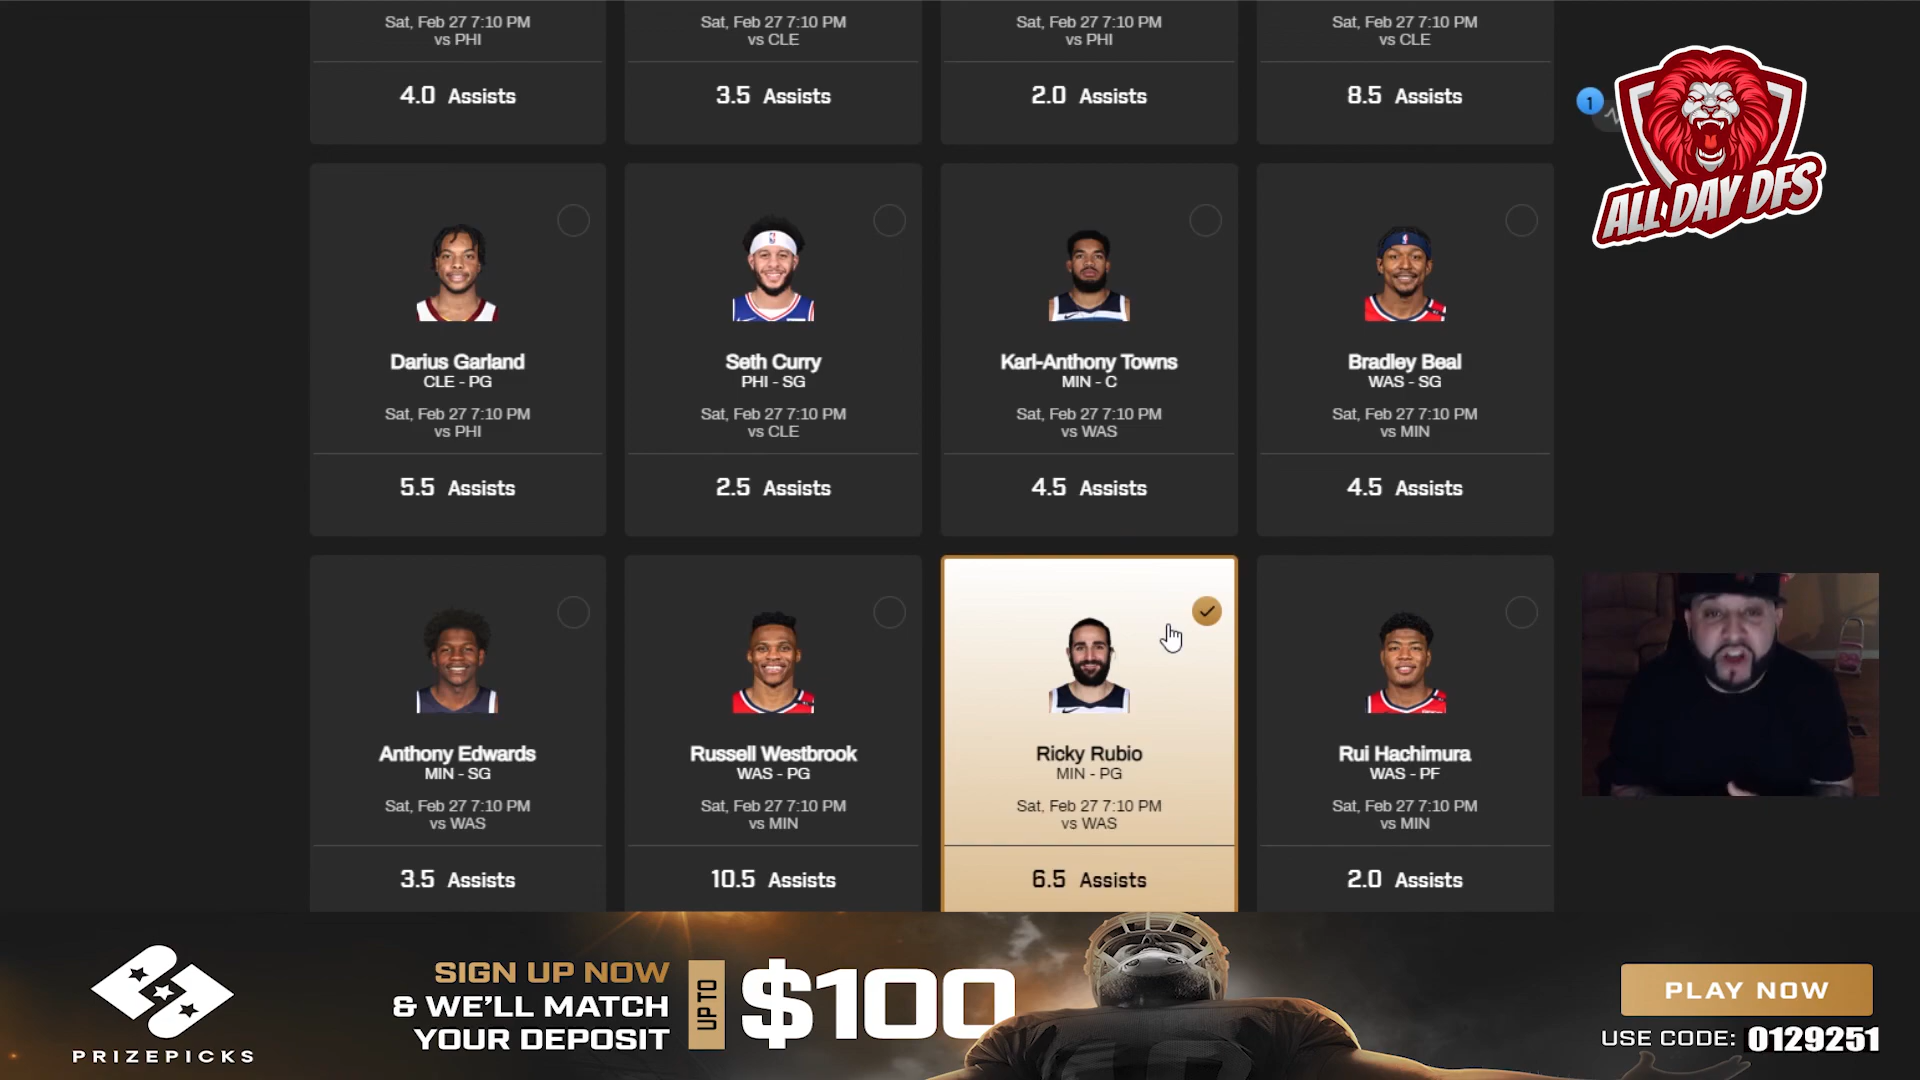 Sat, Feb 27 7:10 PM
vs PHI
4.0 Assists
Sat, Feb 27 7:10 PM
vs CLE
3.5 Assists
Sat, Feb 27 7:10 PM
vs PHI
2.0 Assists
Sat, Feb 27 7:10 PM
vs CLE
8.5 Assists
1
ALL DAY DFS
Darius Garland
CLE - PG
Sat, Feb 27 7:10 PM
vs PHI
5.5 Assists
Seth Curry
PHI - SG
Sat, Feb 27 7:10 PM
vs CLE
2.5 Assists
Karl-Anthony Towns
MIN - C
Sat, Feb 27 7:10 PM
vs WAS
4.5 Assists
Bradley Beal
WAS - SG
Sat, Feb 27 7:10 PM
vs MIN
4.5 Assists
Anthony Edwards
MIN - SG
Sat, Feb 27 7:10 PM
vs WAS
3.5 Assists
Russell Westbrook
WAS - PG
Sat, Feb 27 7:10 PM
vs MIN
10.5 Assists
Ricky Rubio
MIN - PG
Sat, Feb 27 7:10 PM
vs WAS
6.5 Assists
Rui Hachimura
WAS - PF
Sat, Feb 27 7:10 PM
vs MIN
2.0 Assists
PRIZEPICKS
SIGN UP NOW
& WE'LL MATCH
YOUR DEPOSIT
UP TO
$100
PLAY NOW
USE CODE: 0129251